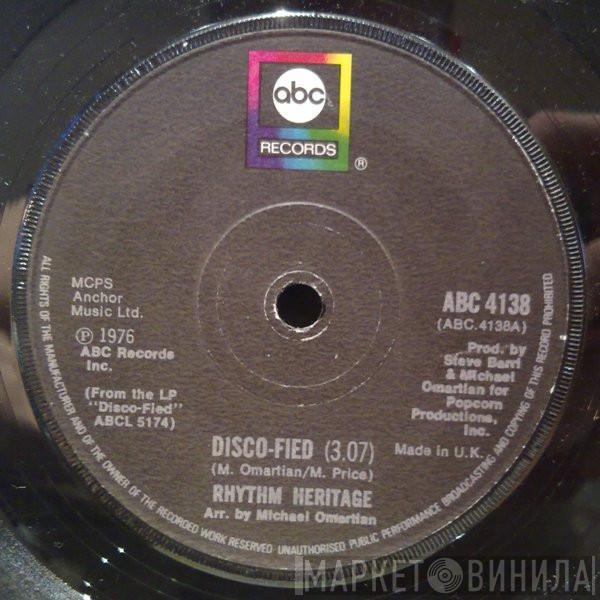 abc
RECORDS
®
MCPS
Anchor
Music Ltd.
Ⓟ 1976
ABC Records
Inc.
(From the LP
"Disco-Fied"
ABCL 5174)
ABC 4138
(ABC.4138A)
Prod. by
Steve Barri
& Michael
Omartian for
Popcorn
Productions,
Inc.
Made in U.K.
DISCO-FIED (3.07)
(M. Omartian/M. Price)
RHYTHM HERITAGE
Arr. by Michael Omartian
ALL RIGHTS OF THE MANUFACTURER AND OF THE OWNER OF THE RECORDED WORK RESERVED · UNAUTHORISED PUBLIC PERFORMANCE BROADCASTING AND COPYING OF THIS RECORD PROHIBITED
МАРКЕТ ВИНИЛА